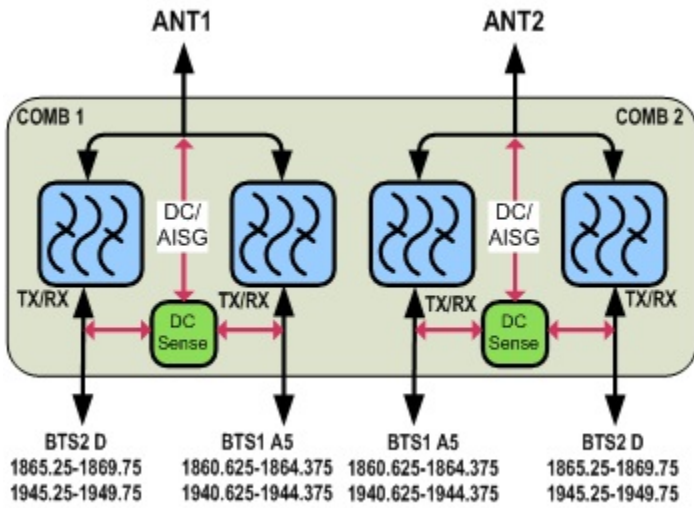 ANT1 ANT2
COMB 1 COMB 2
DC/ DC/
AISG AISG
TX/RX TX/RX TX/RX TX/RX
DC DC
Sense Sense
BTS2 D BTS1 A5 BTS1 A5 BTS2 D
1865.25-1869.75 1860.625-1864.375 1860.625-1864.375 1865.25-1869.75
1945.25-1949.75 1940.625-1944.375 1940.625-1944.375 1945.25-1949.75